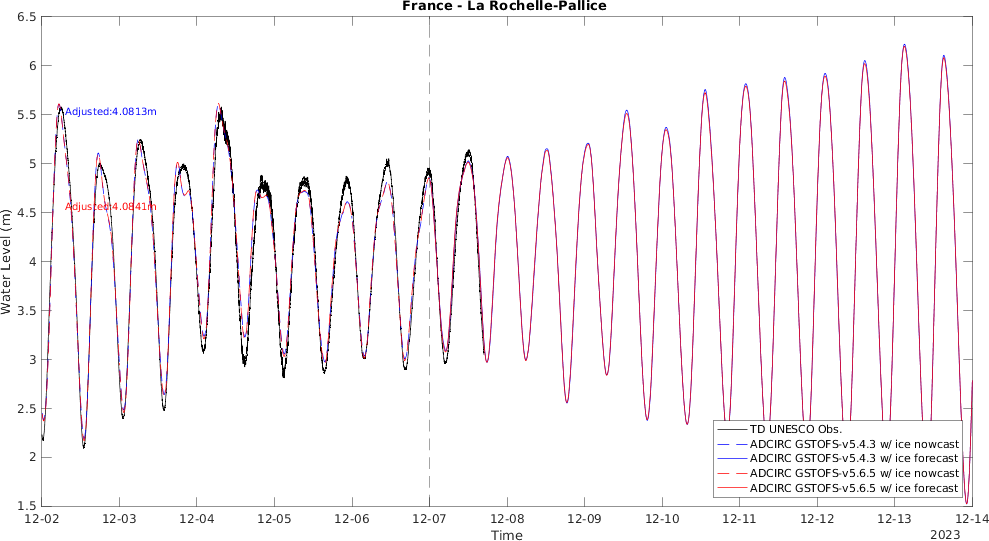 France - La Rochelle-Pallice
Water Level (m)
6.5
6
5.5
5
4.5
4
3.5
3
2.5
2
1.5
Adjusted:4.0813m
Adjusted:4.0841m
TD UNESCO Obs.
ADCIRC GSTOFS-v5.4.3 w/ ice nowcast
ADCIRC GSTOFS-v5.4.3 w/ ice forecast
ADCIRC GSTOFS-v5.6.5 w/ ice nowcast
ADCIRC GSTOFS-v5.6.5 w/ ice forecast
12-02 12-03 12-04 12-05 12-06 12-07 12-08 12-09 12-10 12-11 12-12 12-13 12-14
Time
2023